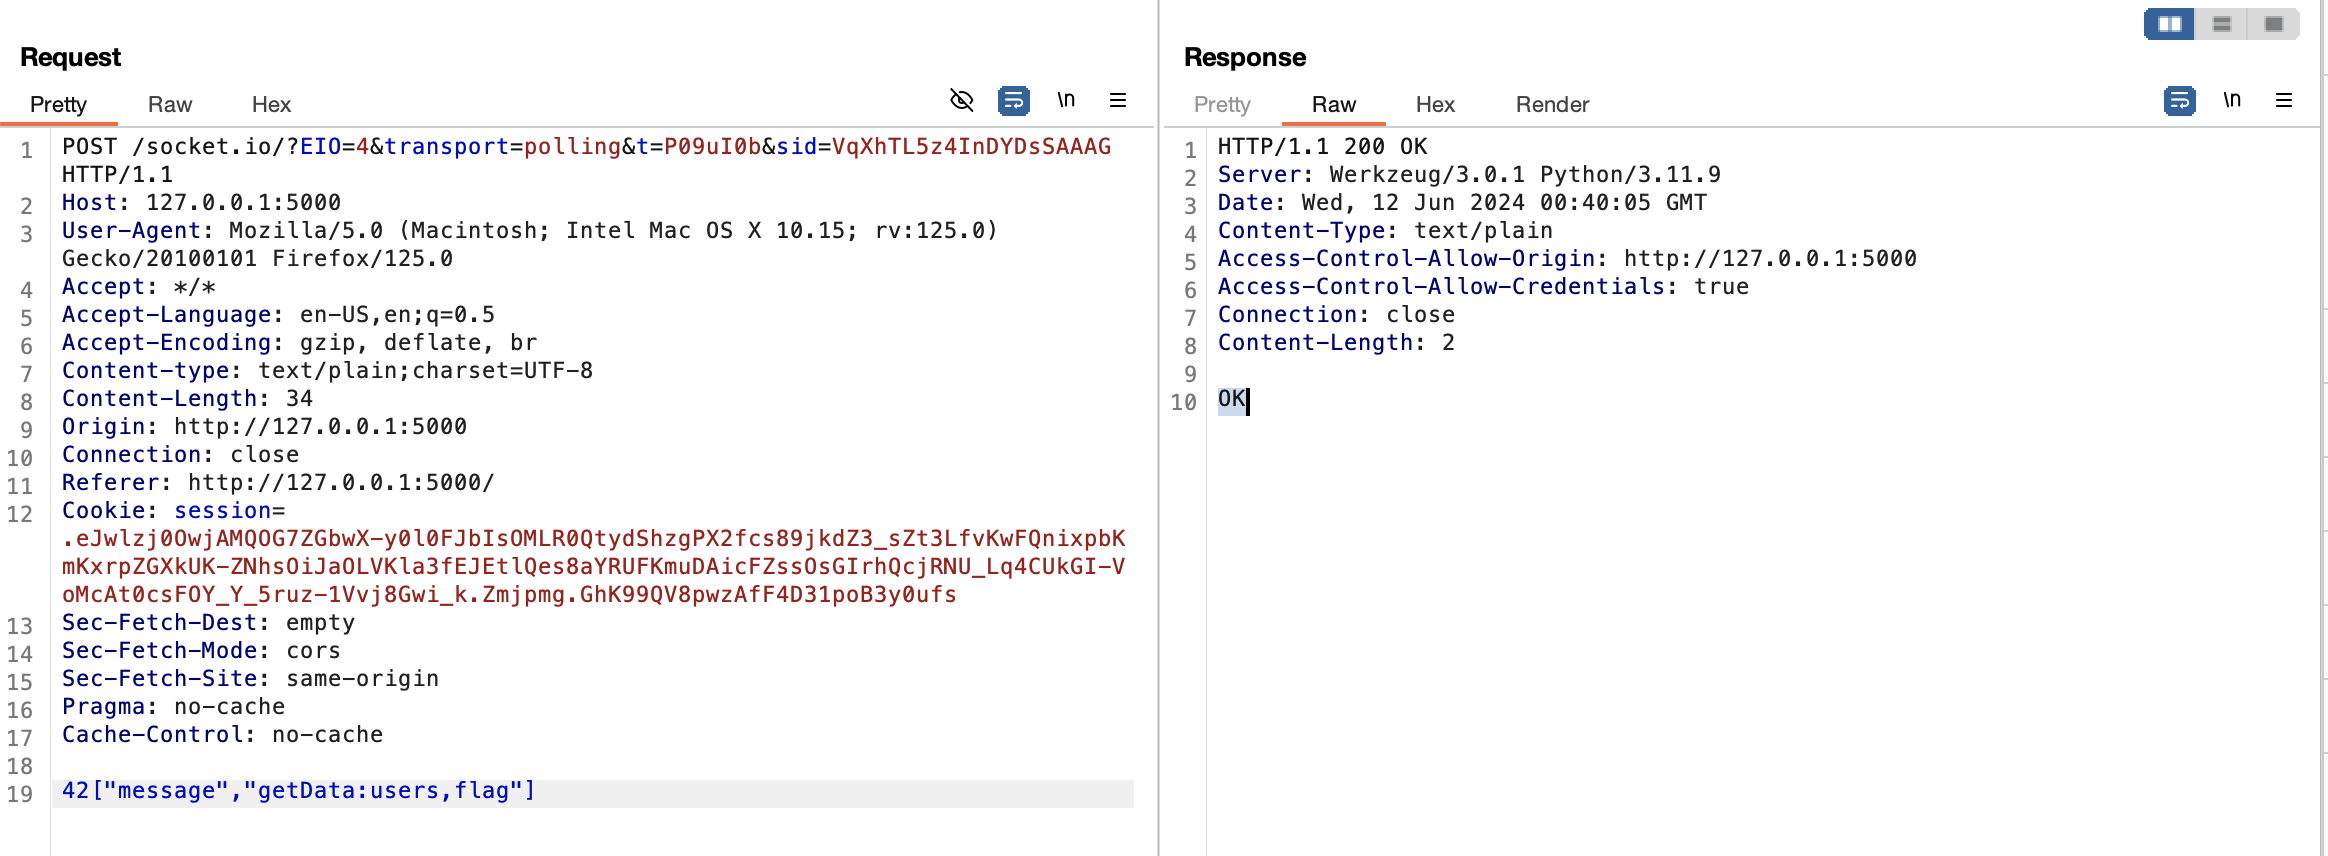 Request
Pretty Raw Hex \n
1 POST /socket.io/?EIO=4&transport=polling&t=P09uI0b&sid=VqXhTL5z4InDYDsSAAAG
HTTP/1.1
2 Host: 127.0.0.1:5000
3 User-Agent: Mozilla/5.0 (Macintosh; Intel Mac OS X 10.15; rv:125.0)
Gecko/20100101 Firefox/125.0
4 Accept: */*
5 Accept-Language: en-US,en;q=0.5
6 Accept-Encoding: gzip, deflate, br
7 Content-type: text/plain;charset=UTF-8
8 Content-Length: 34
9 Origin: http://127.0.0.1:5000
10 Connection: close
11 Referer: http://127.0.0.1:5000/
12 Cookie: session=
.eJwlzj0OwjAMQOG7ZGbwX-y0l0FJbIsOMLR0QtydShzgPX2fcs89jkdZ3_sZt3LfvKwFQnixpbK
mKxrpZGXkUK-ZNhsOiJaOLVKla3fEJEtlQes8aYRUFKmuDAicFZssOsGIrhQcjRNU_Lq4CUkGI-V
oMcAt0csFOY_Y_5ruz-1Vvj8Gwi_k.Zmjpmg.GhK99QV8pwzAfF4D31poB3y0ufs
13 Sec-Fetch-Dest: empty
14 Sec-Fetch-Mode: cors
15 Sec-Fetch-Site: same-origin
16 Pragma: no-cache
17 Cache-Control: no-cache
18
19 42["message","getData:users,flag"]
Response
Pretty Raw Hex Render \n
1 HTTP/1.1 200 OK
2 Server: Werkzeug/3.0.1 Python/3.11.9
3 Date: Wed, 12 Jun 2024 00:40:05 GMT
4 Content-Type: text/plain
5 Access-Control-Allow-Origin: http://127.0.0.1:5000
6 Access-Control-Allow-Credentials: true
7 Connection: close
8 Content-Length: 2
9
10 OK